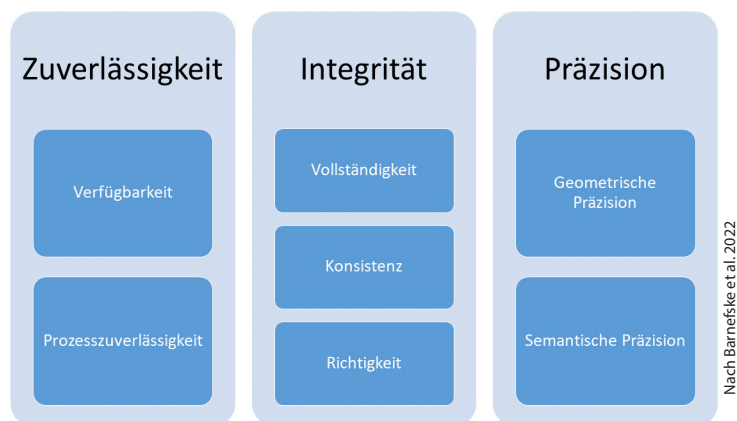 Zuverlässigkeit
Verfügbarkeit
Prozesszuverlässigkeit
Integrität
Vollständigkeit
Konsistenz
Richtigkeit
Präzision
Geometrische
Präzision
Semantische Präzision
Nach Barnefske et al. 2022